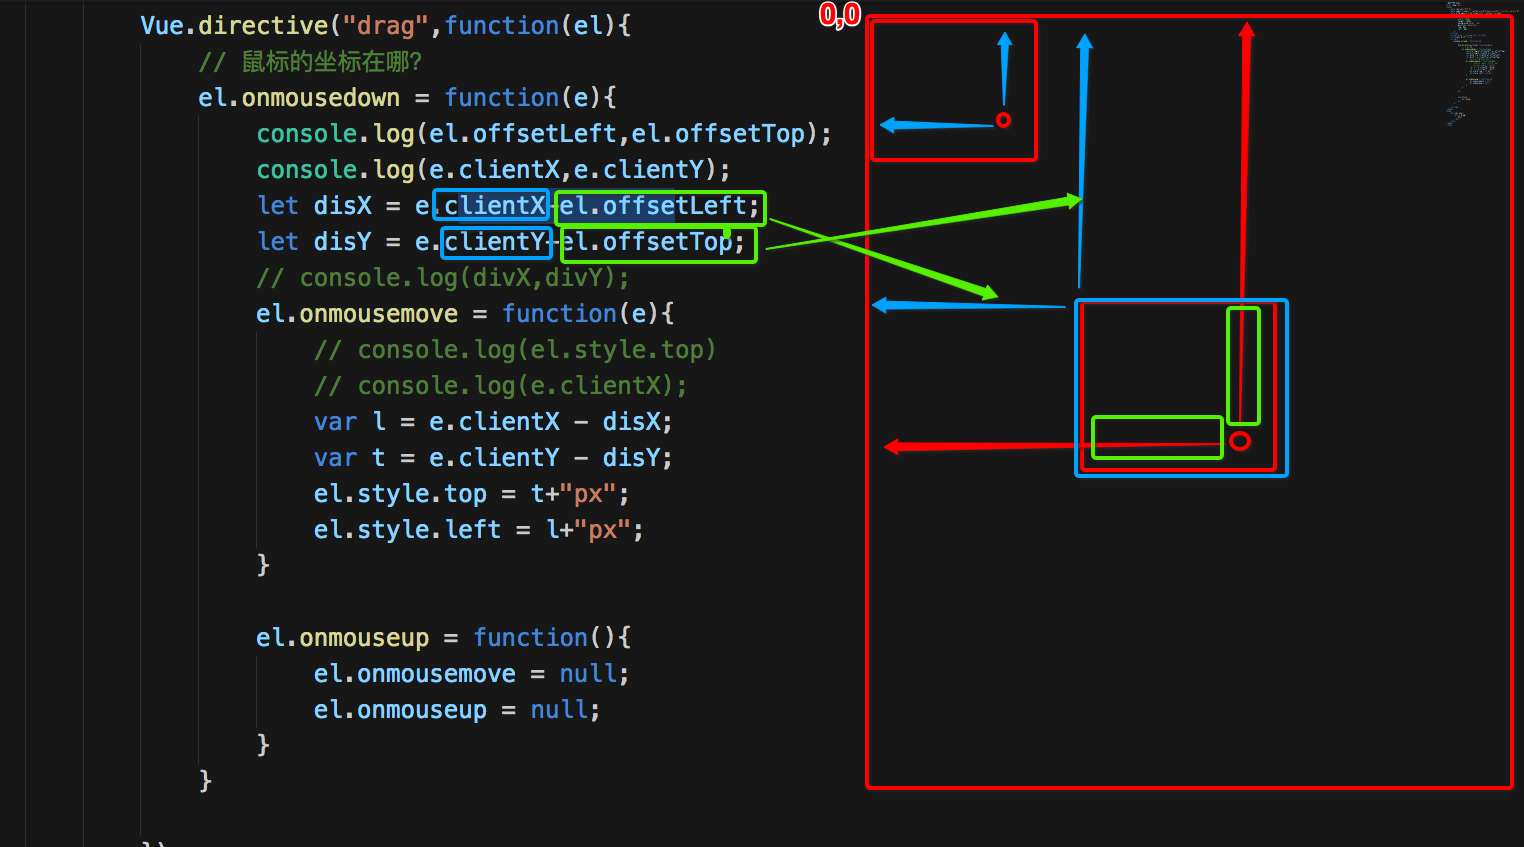 Vue.directive("drag",function(el){
// 鼠标的坐标在哪?
el.onmousedown = function(e){
console.log(el.offsetLeft,el.offsetTop);
console.log(e.clientX,e.clientY);
let disX = e.clientX-el.offsetLeft;
let disY = e.clientY-el.offsetTop;
// console.log(divX,divY);
el.onmousemove = function(e){
// console.log(el.style.top)
// console.log(e.clientX);
var l = e.clientX - disX;
var t = e.clientY - disY;
el.style.top = t+"px";
el.style.left = l+"px";
}
el.onmouseup = function(){
el.onmousemove = null;
el.onmouseup = null;
}
}
0,0